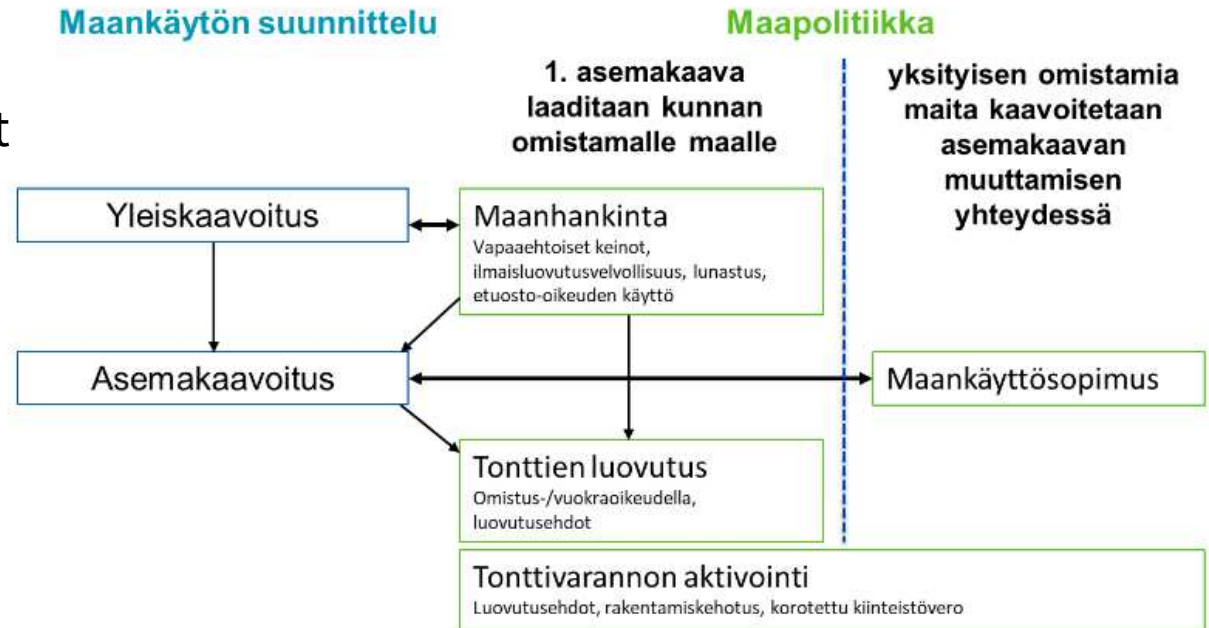 Maankäytön suunnittelu
Maapolitiikka
1. asemakaava
laaditaan kunnan
omistamalle maalle
yksityisen omistamia
maita kaavoitetaan
asemakaavan
muuttamisen
yhteydessä
t
Yleiskaavoitus
Maanhankinta
Vapaaehtoiset keinot,
ilmaisluovutusvelvollisuus, lunastus,
etuosto-oikeuden käyttö
Asemakaavoitus
Maankäyttösopimus
Tonttien luovutus
Omistus-/vuokraoikeudella,
luovutusehdot
Tonttivarannon aktivointi
Luovutusehdot, rakentamiskehotus, korotettu kiinteistövero